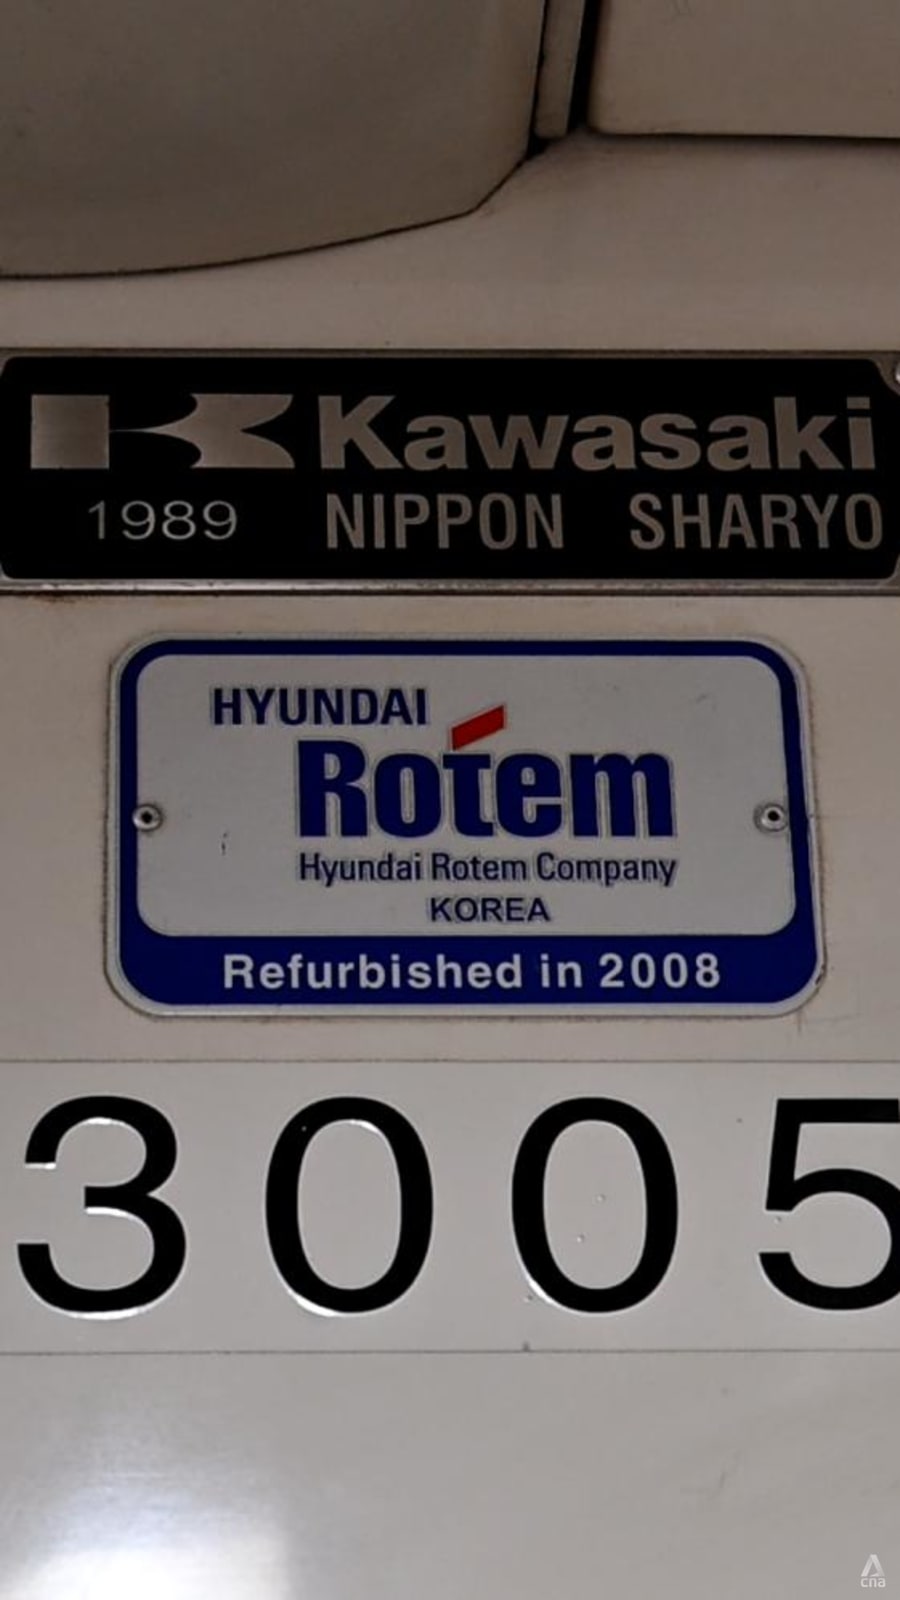 Kawasaki
1989 NIPPON SHARYO
HYUNDAI
Rotem
Hyundai Rotem Company
KOREA
Refurbished in 2008
3005
cna